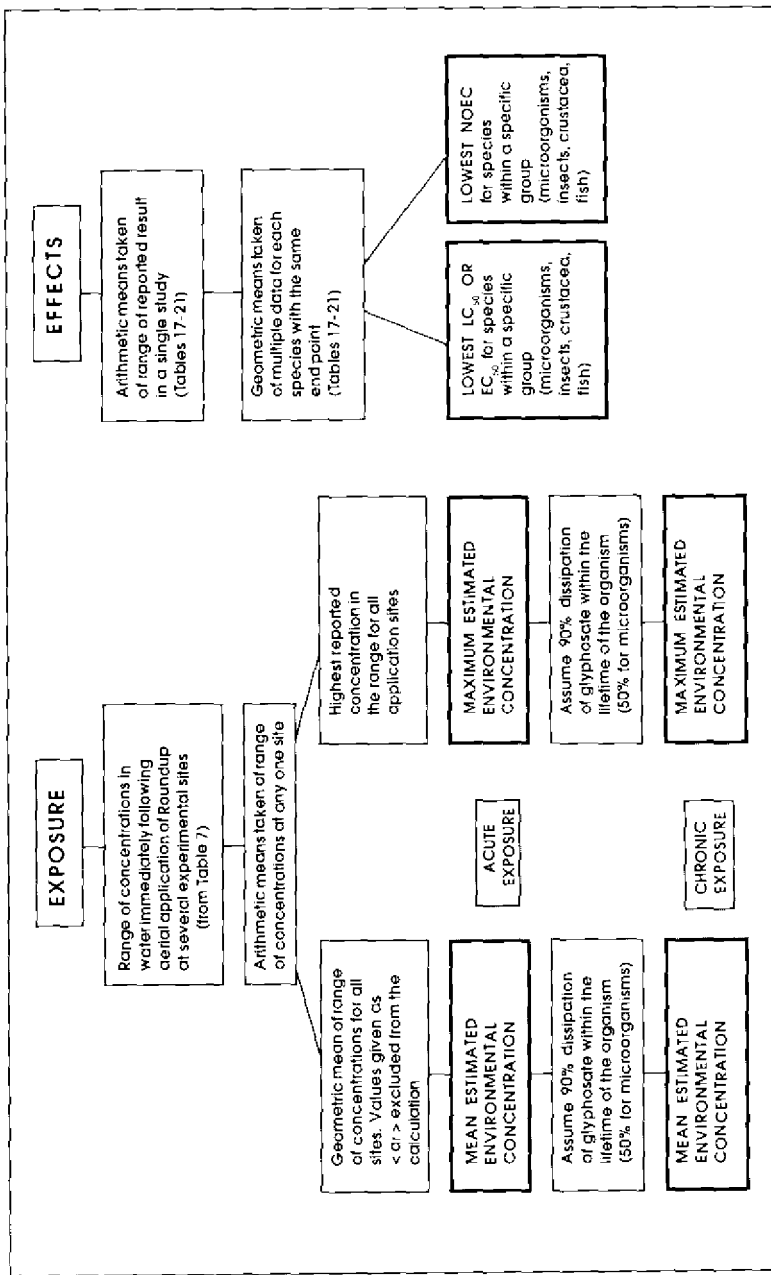 EXPOSURE
Range of concentrations in
water immediately following
aerial application of Roundup
at several experimental sites
(from Table 7)
Arithmetic means taken of range
of concentrations at any one site
Geometric mean of range
of concentrations for all
sites. Values given as
< or > excluded from the
calculation
Highest reported
concentration in
the range for all
application sites
MEAN ESTIMATED
ENVIRONMENTAL
CONCENTRATION
ACUTE
EXPOSURE
MAXIMUM ESTIMATED
ENVIRONMENTAL
CONCENTRATION
Assume 90% dissipation
of glyphosate within the
lifetime of the organism
(50% for microorganisms)
Assume 90% dissipation
of glyphosate within the
lifetime of the organism
(50% for microorganisms)
MEAN ESTIMATED
ENVIRONMENTAL
CONCENTRATION
CHRONIC
EXPOSURE
MAXIMUM ESTIMATED
ENVIRONMENTAL
CONCENTRATION
EFFECTS
Arithmetic means taken
of range of reported result
in a single study
(Tables 17-21)
Geometric means taken
of multiple data for each
species with the same
end point
(Tables 17-21)
LOWEST LC50 OR
EC50 for species
within a specific
group
(microorganisms,
insects, crustacea,
fish)
LOWEST NOEC
for species
within a specific
group
(microorganisms,
insects, crustacea,
fish)